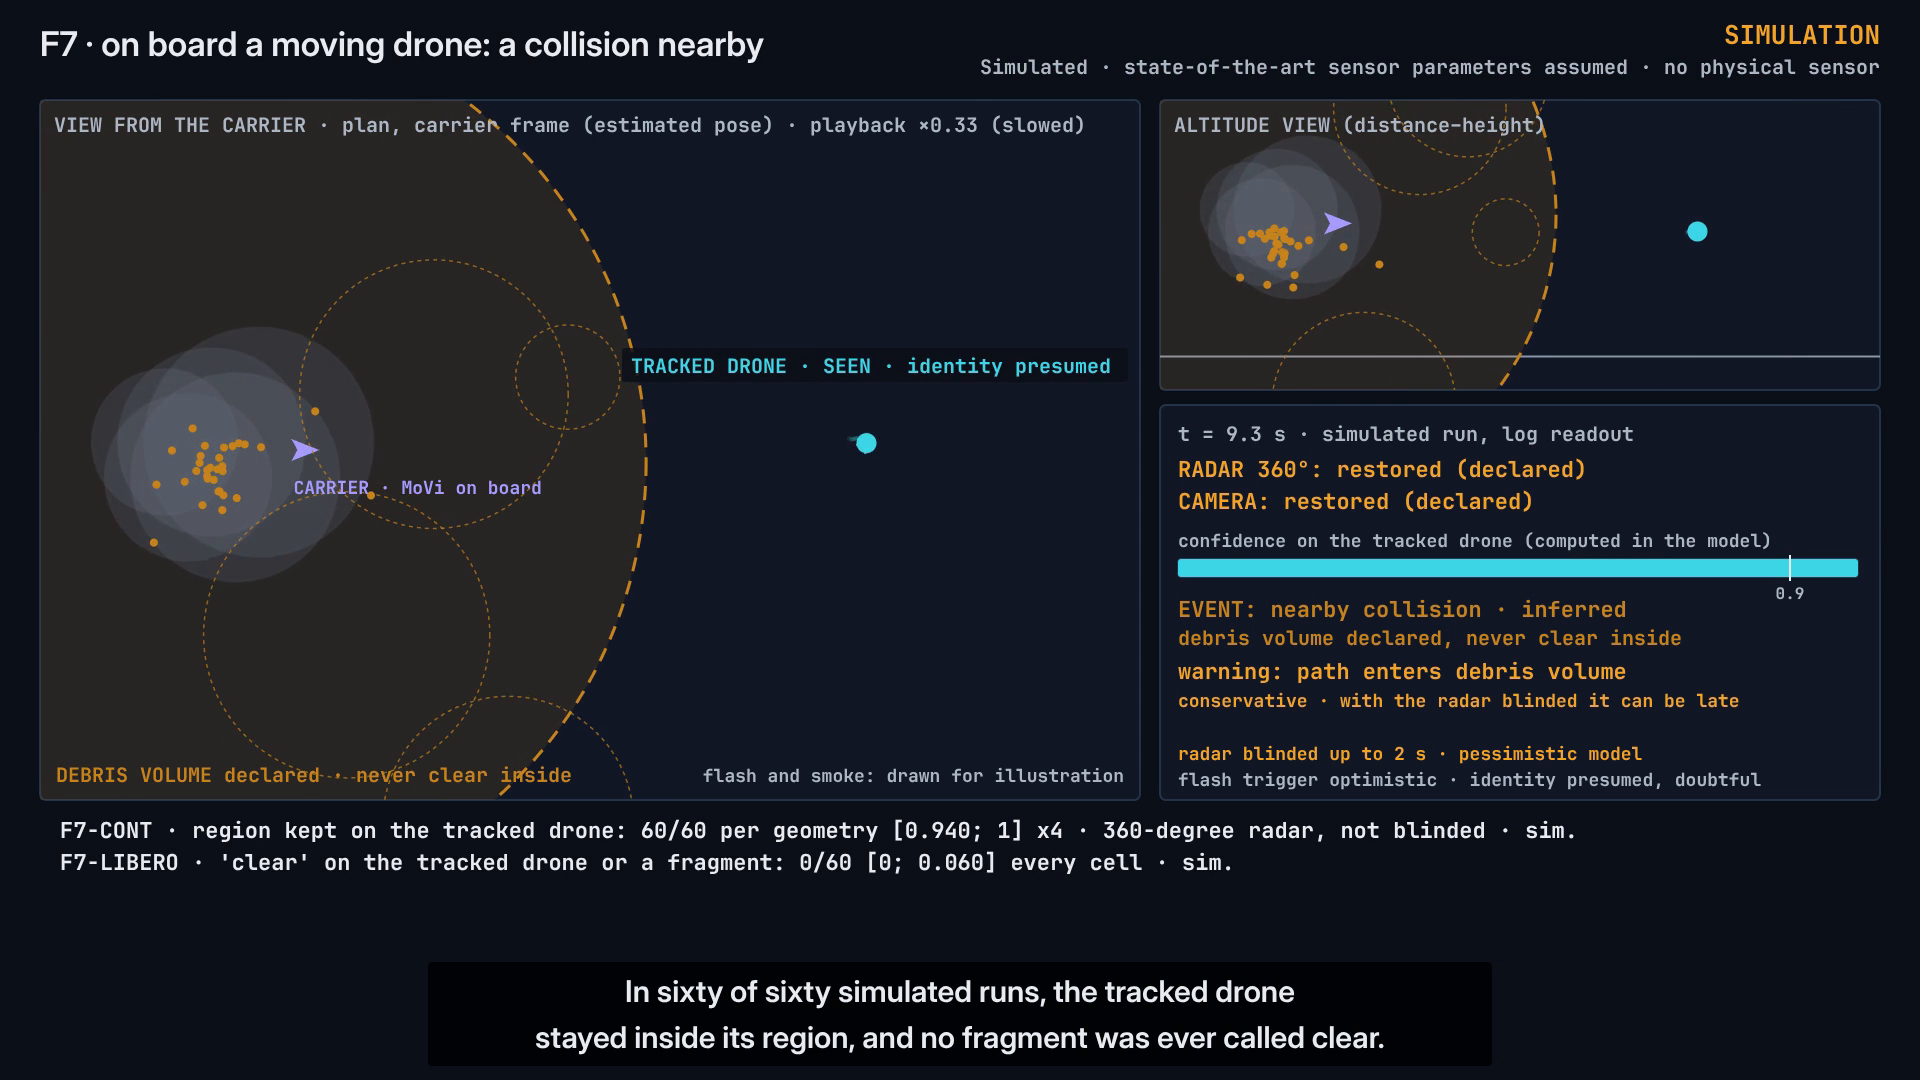 F7 · on board a moving drone: a collision nearby
SIMULATION
Simulated · state-of-the-art sensor parameters assumed · no physical sensor
VIEW FROM THE CARRIER · plan, carrier frame (estimated pose) · playback ×0.33 (slowed)
TRACKED DRONE · SEEN · identity presumed
CARRIER · MoVi on board
DEBRIS VOLUME declared · never clear inside
flash and smoke: drawn for illustration
ALTITUDE VIEW (distance-height)
t = 9.3 s · simulated run, log readout
RADAR 360°: restored (declared)
CAMERA: restored (declared)
confidence on the tracked drone (computed in the model)
0.9
EVENT: nearby collision · inferred
debris volume declared, never clear inside
warning: path enters debris volume
conservative · with the radar blinded it can be late
radar blinded up to 2 s · pessimistic model
flash trigger optimistic · identity presumed, doubtful
F7-CONT · region kept on the tracked drone: 60/60 per geometry [0.940; 1] x4 · 360-degree radar, not blinded · sim.
F7-LIBERO · 'clear' on the tracked drone or a fragment: 0/60 [0; 0.060] every cell · sim.
In sixty of sixty simulated runs, the tracked drone
stayed inside its region, and no fragment was ever called clear.